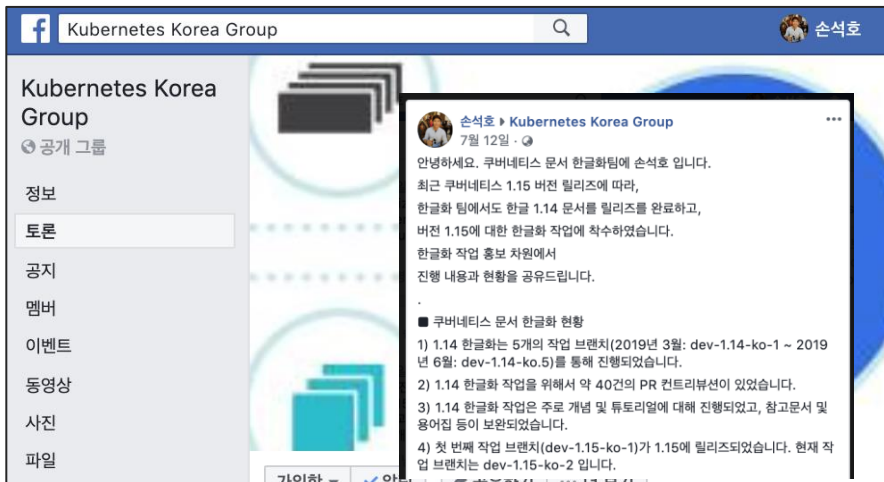 Kubernetes Korea Group
손석호
Kubernetes Korea
Group
공개 그룹
정보
토론
공지
멤버
이벤트
동영상
사진
파일
손석호 ▸ Kubernetes Korea Group
7월 12일 ·
안녕하세요. 쿠버네티스 문서 한글화팀에 손석호 입니다.
최근 쿠버네티스 1.15 버전 릴리즈에 따라,
한글화 팀에서도 한글 1.14 문서를 릴리즈를 완료하고,
버전 1.15에 대한 한글화 작업에 착수하였습니다.
한글화 작업 홍보 차원에서
진행 내용과 현황을 공유드립니다.
.
■ 쿠버네티스 문서 한글화 현황
1) 1.14 한글화는 5개의 작업 브랜치(2019년 3월: dev-1.14-ko-1 ~ 2019
년 6월: dev-1.14-ko.5)를 통해 진행되었습니다.
2) 1.14 한글화 작업을 위해서 약 40건의 PR 컨트리뷰션이 있었습니다.
3) 1.14 한글화 작업은 주로 개념 및 튜토리얼에 대해 진행되었고, 참고문서 및
용어집 등이 보완되었습니다.
4) 첫 번째 작업 브랜치(dev-1.15-ko-1)가 1.15에 릴리즈되었습니다. 현재 작
업 브랜치는 dev-1.15-ko-2 입니다.